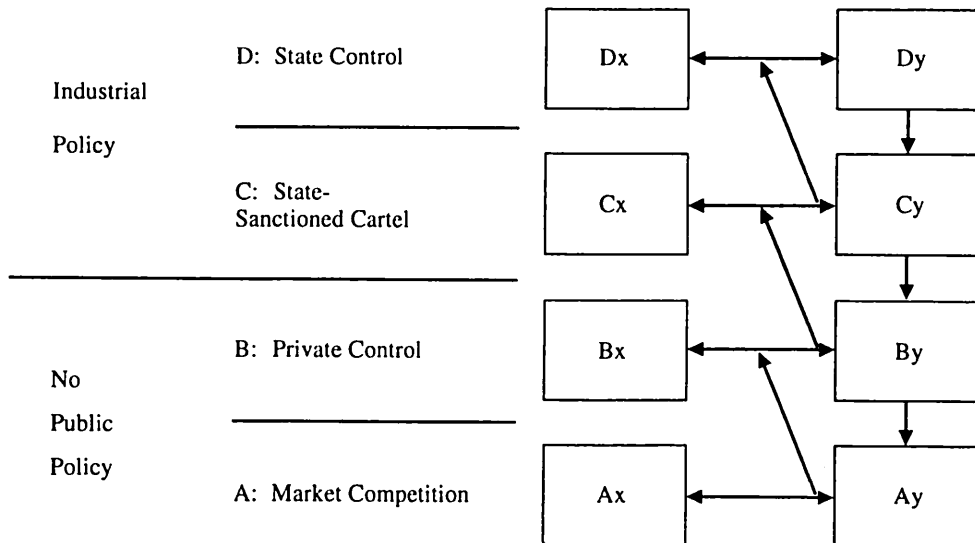 D: State Control
Dx
Dy
Industrial
Policy
C: State-
Sanctioned Cartel
Cx
Cy
B: Private Control
Bx
By
No
Public
Policy
A: Market Competition
Ax
Ay